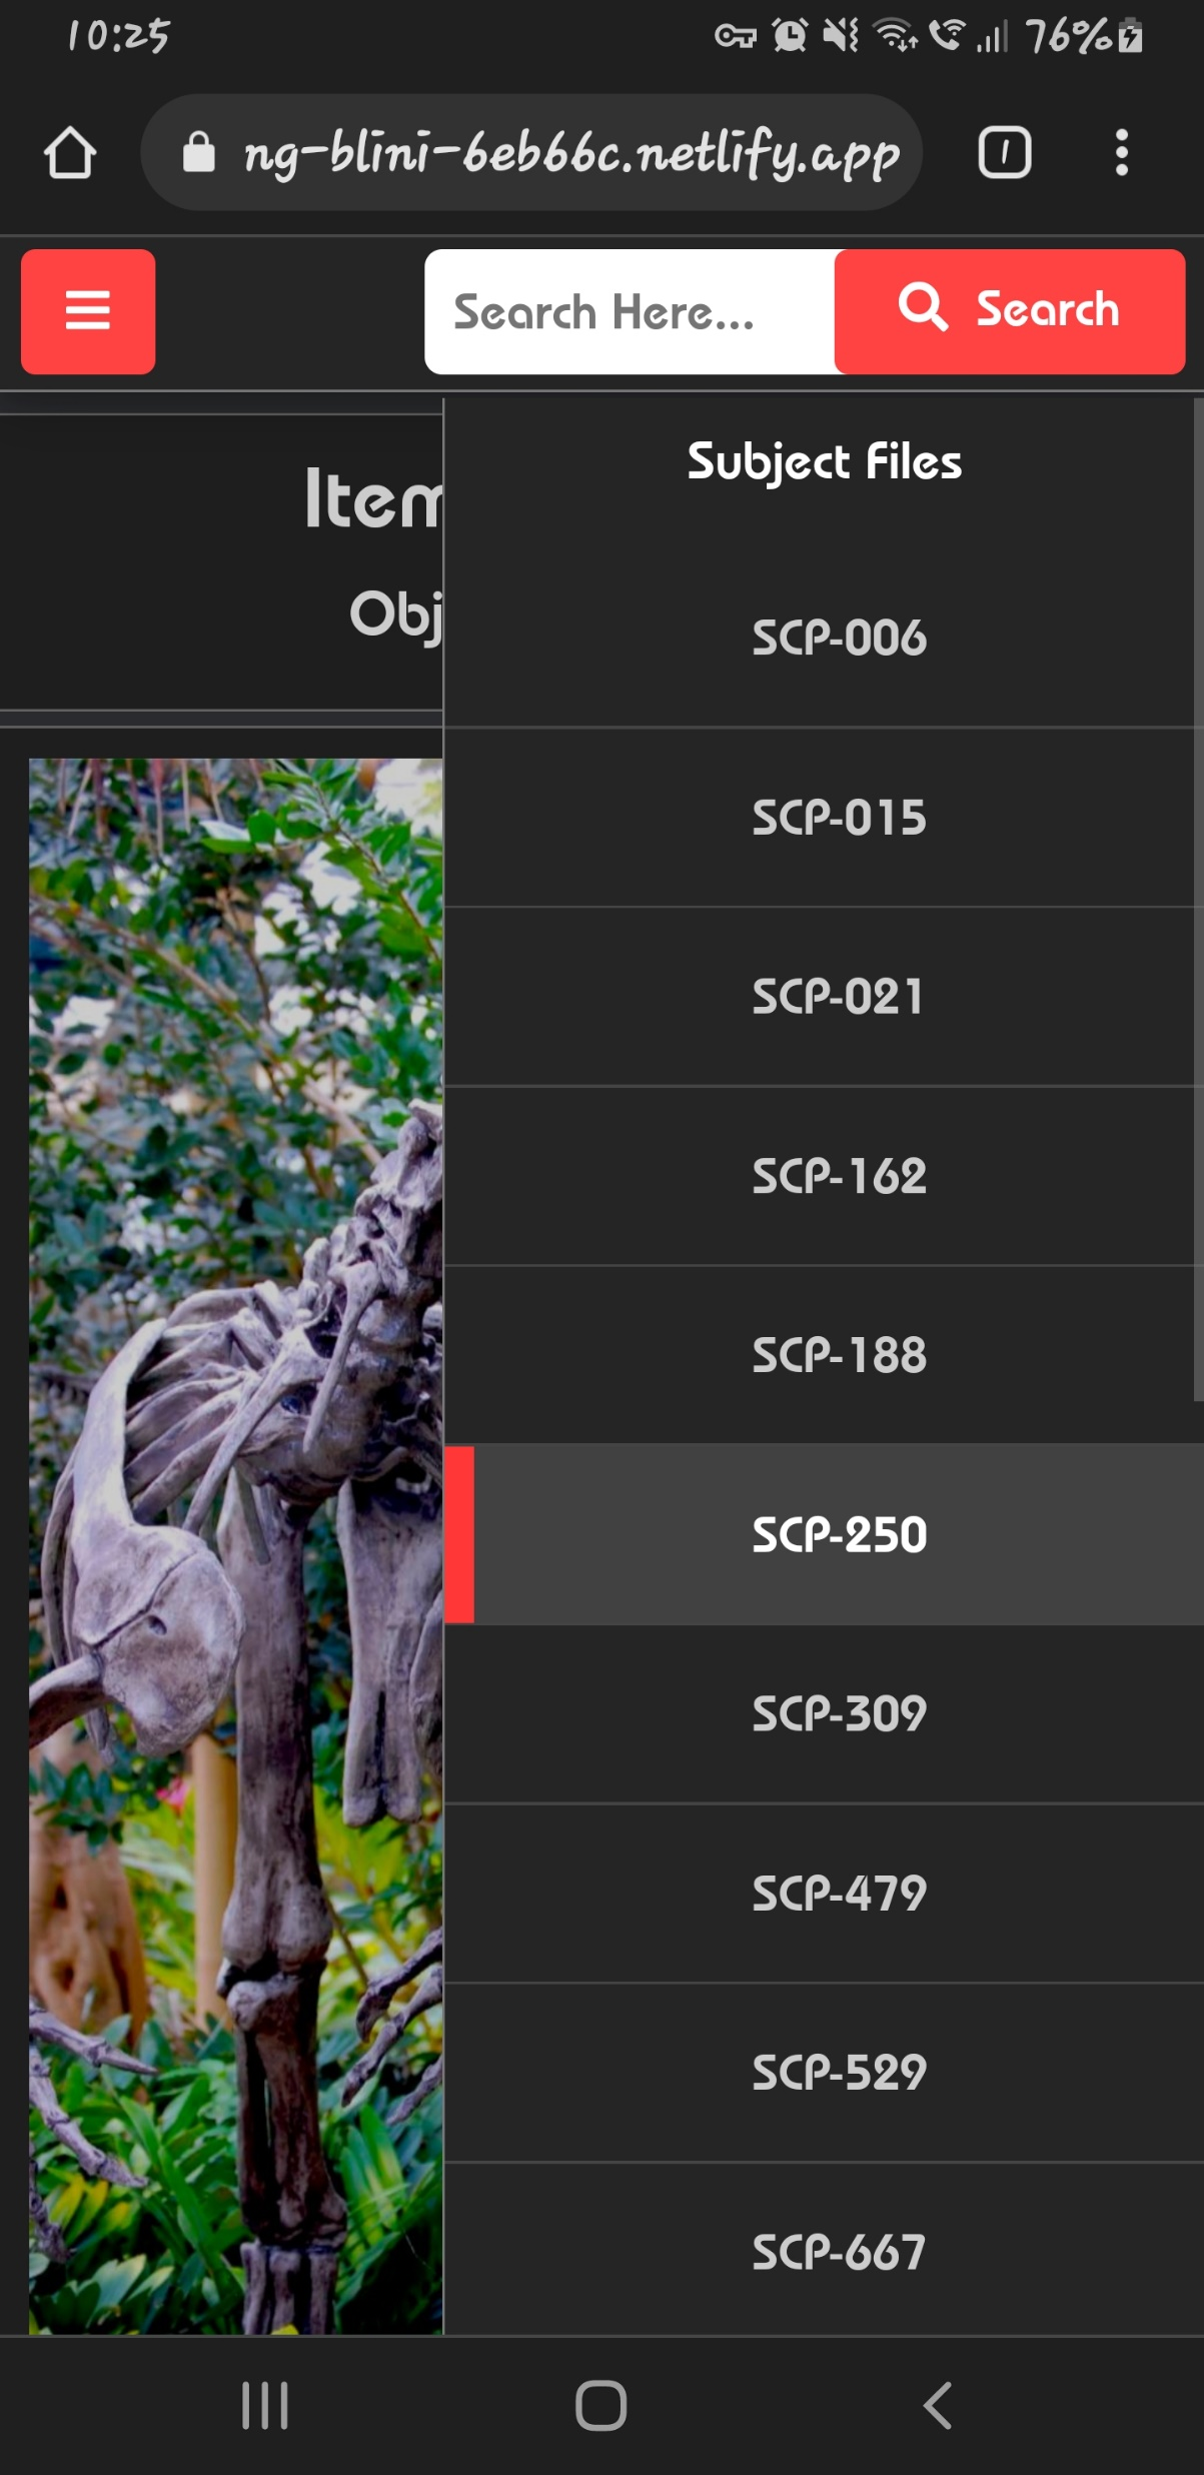 10:25
76%
ng-blini-6eb66c.netlify.app
1
Search Here...
Search
Subject Files
Item
Obj
SCP-006
SCP-015
SCP-021
SCP-162
SCP-188
SCP-250
SCP-309
SCP-479
SCP-529
SCP-667